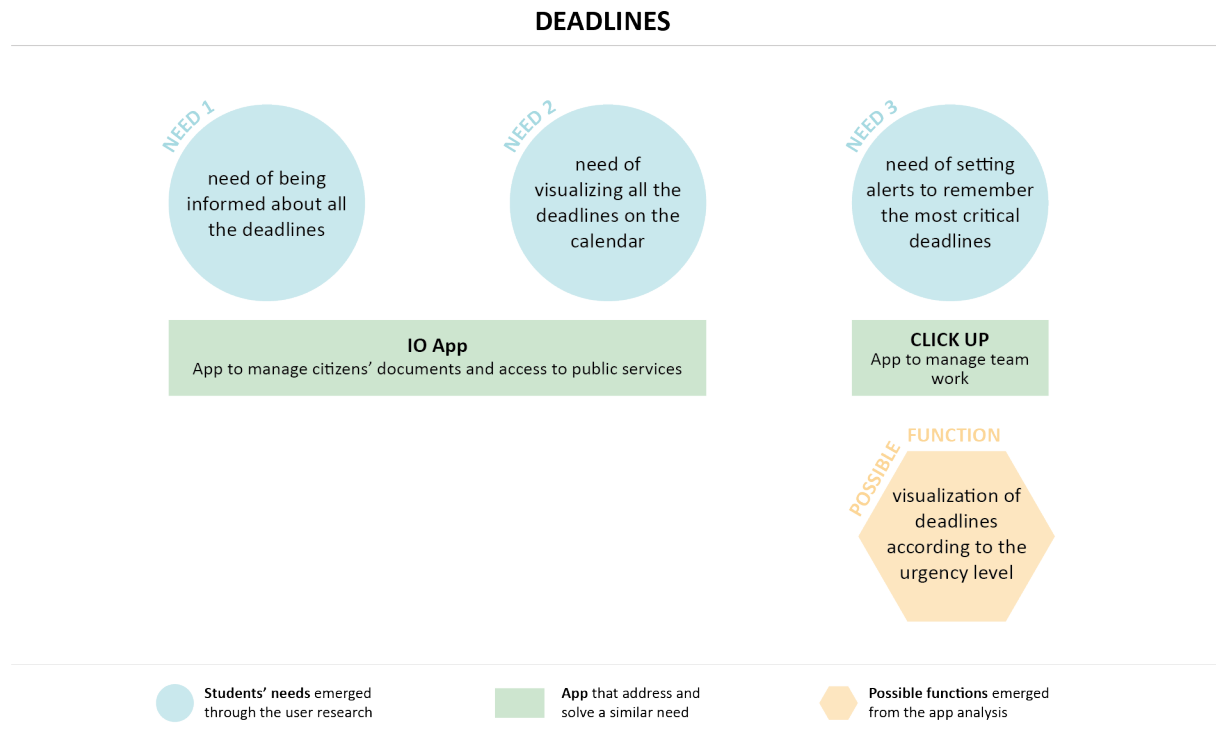 DEADLINES
NEED 1
need of being
informed about all
the deadlines
NEED 2
need of
visualizing all the
deadlines on the
calendar
NEED 3
need of setting
alerts to remember
the most critical
deadlines
IO App
App to manage citizens’ documents and access to public services
CLICK UP
App to manage team
work
POSSIBLE FUNCTION
visualization of
deadlines
according to the
urgency level
Students’ needs emerged
through the user research
App that address and
solve a similar need
Possible functions emerged
from the app analysis